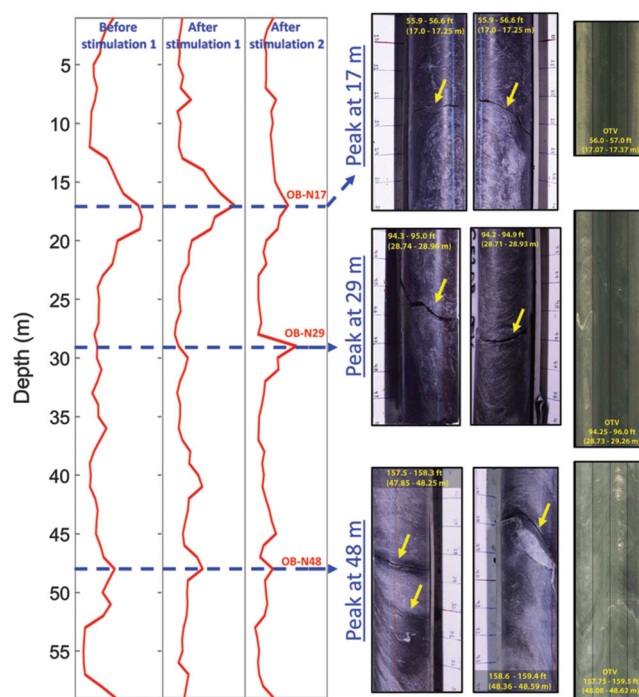 Before
stimulation 1
After
stimulation 1
After
stimulation 2
Depth (m)
5
10
15
20
25
30
35
40
45
50
55
OB-N17
OB-N29
OB-N48
Peak at 17 m
55.9 - 56.6 ft
(17.0 - 17.25 m)
55.9 - 56.6 ft
(17.0 - 17.25 m)
OTV
56.0 - 57.0 ft
(17.07 - 17.37 m)
Peak at 29 m
94.3 - 95.0 ft
(28.74 - 28.96 m)
94.2 - 94.9 ft
(28.71 - 28.93 m)
OTV
94.25 - 96.0 ft
(28.73 - 29.26 m)
Peak at 48 m
157.5 - 158.3 ft
(47.85 - 48.25 m)
158.6 - 159.4 ft
(48.36 - 48.59 m)
OTV
157.75 - 159.5 ft
(48.08 - 48.62 m)